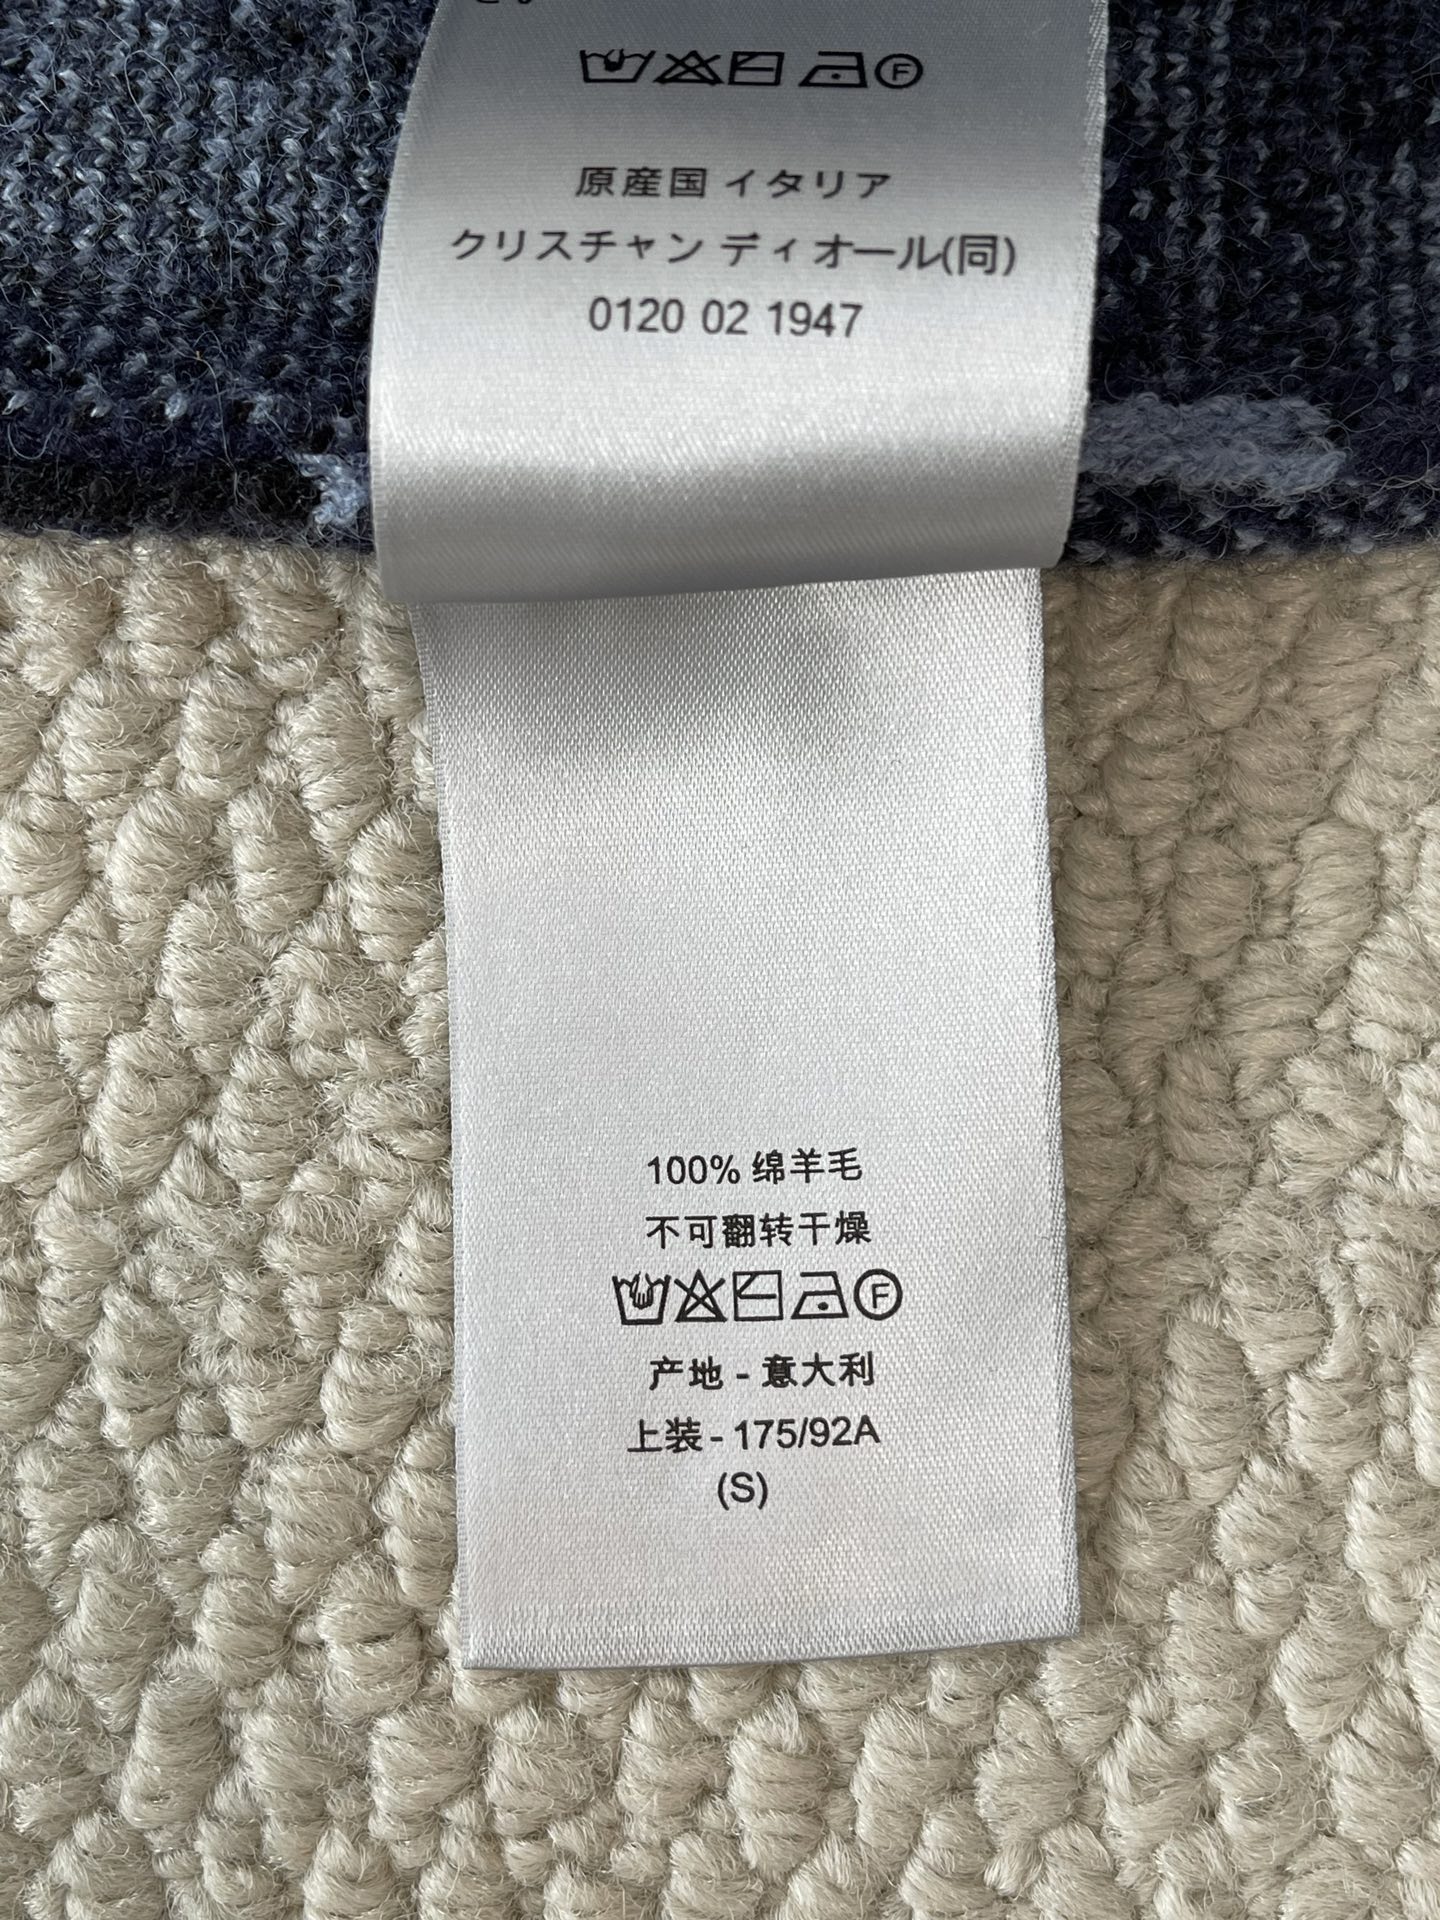 原産国 イタリア
クリスチャン ディオール(同)
0120 02 1947
100% 绵羊毛
不可翻转干燥
F
产地 - 意大利
上装 - 175/92A
(S)